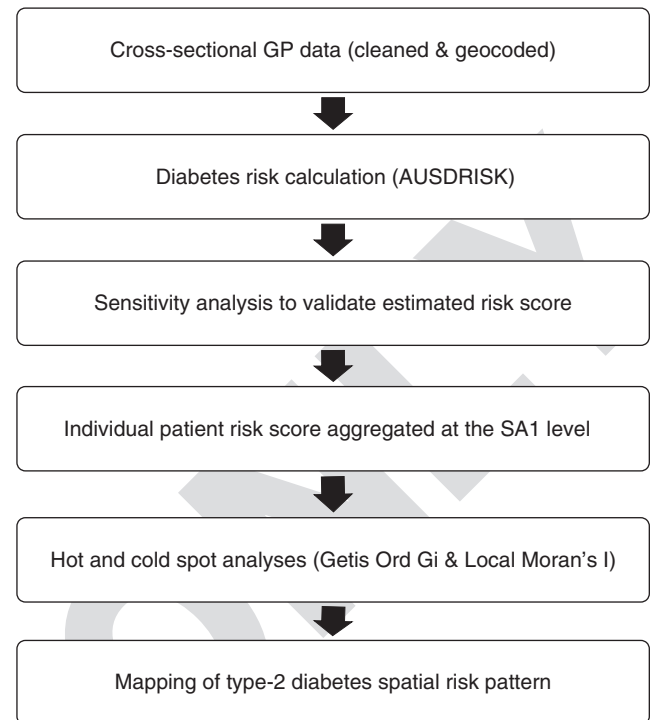 Cross-sectional GP data (cleaned & geocoded)
Diabetes risk calculation (AUSDRISK)
Sensitivity analysis to validate estimated risk score
Individual patient risk score aggregated at the SA1 level
Hot and cold spot analyses (Getis Ord Gi & Local Moran's I)
Mapping of type-2 diabetes spatial risk pattern
ONLY